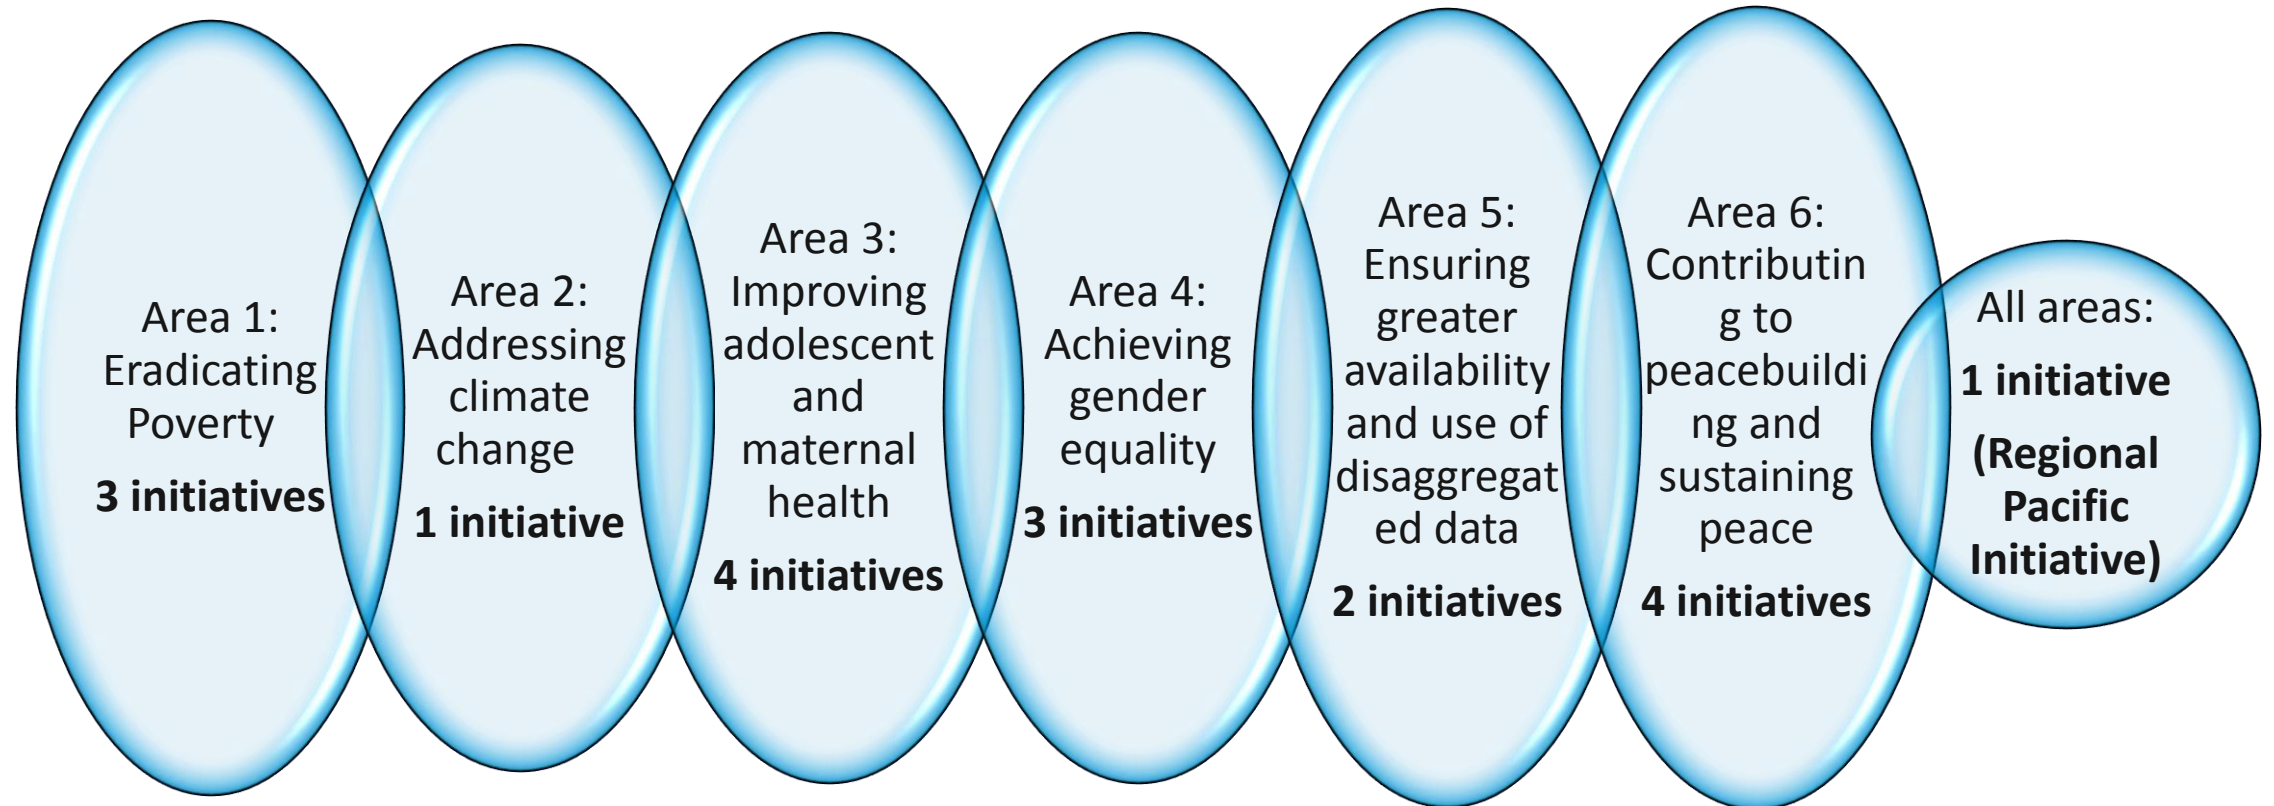 Area 1:
Eradicating
Poverty
3 initiatives
Area 2:
Addressing
climate
change
1 initiative
Area 3:
Improving
adolescent
and
maternal
health
4 initiatives
Area 4:
Achieving
gender
equality
3 initiatives
Area 5:
Ensuring
greater
availability
and use of
disaggregat
ed data
2 initiatives
Area 6:
Contributin
g to
peacebuildi
ng and
sustaining
peace
4 initiatives
All areas:
1 initiative
(Regional
Pacific
Initiative)